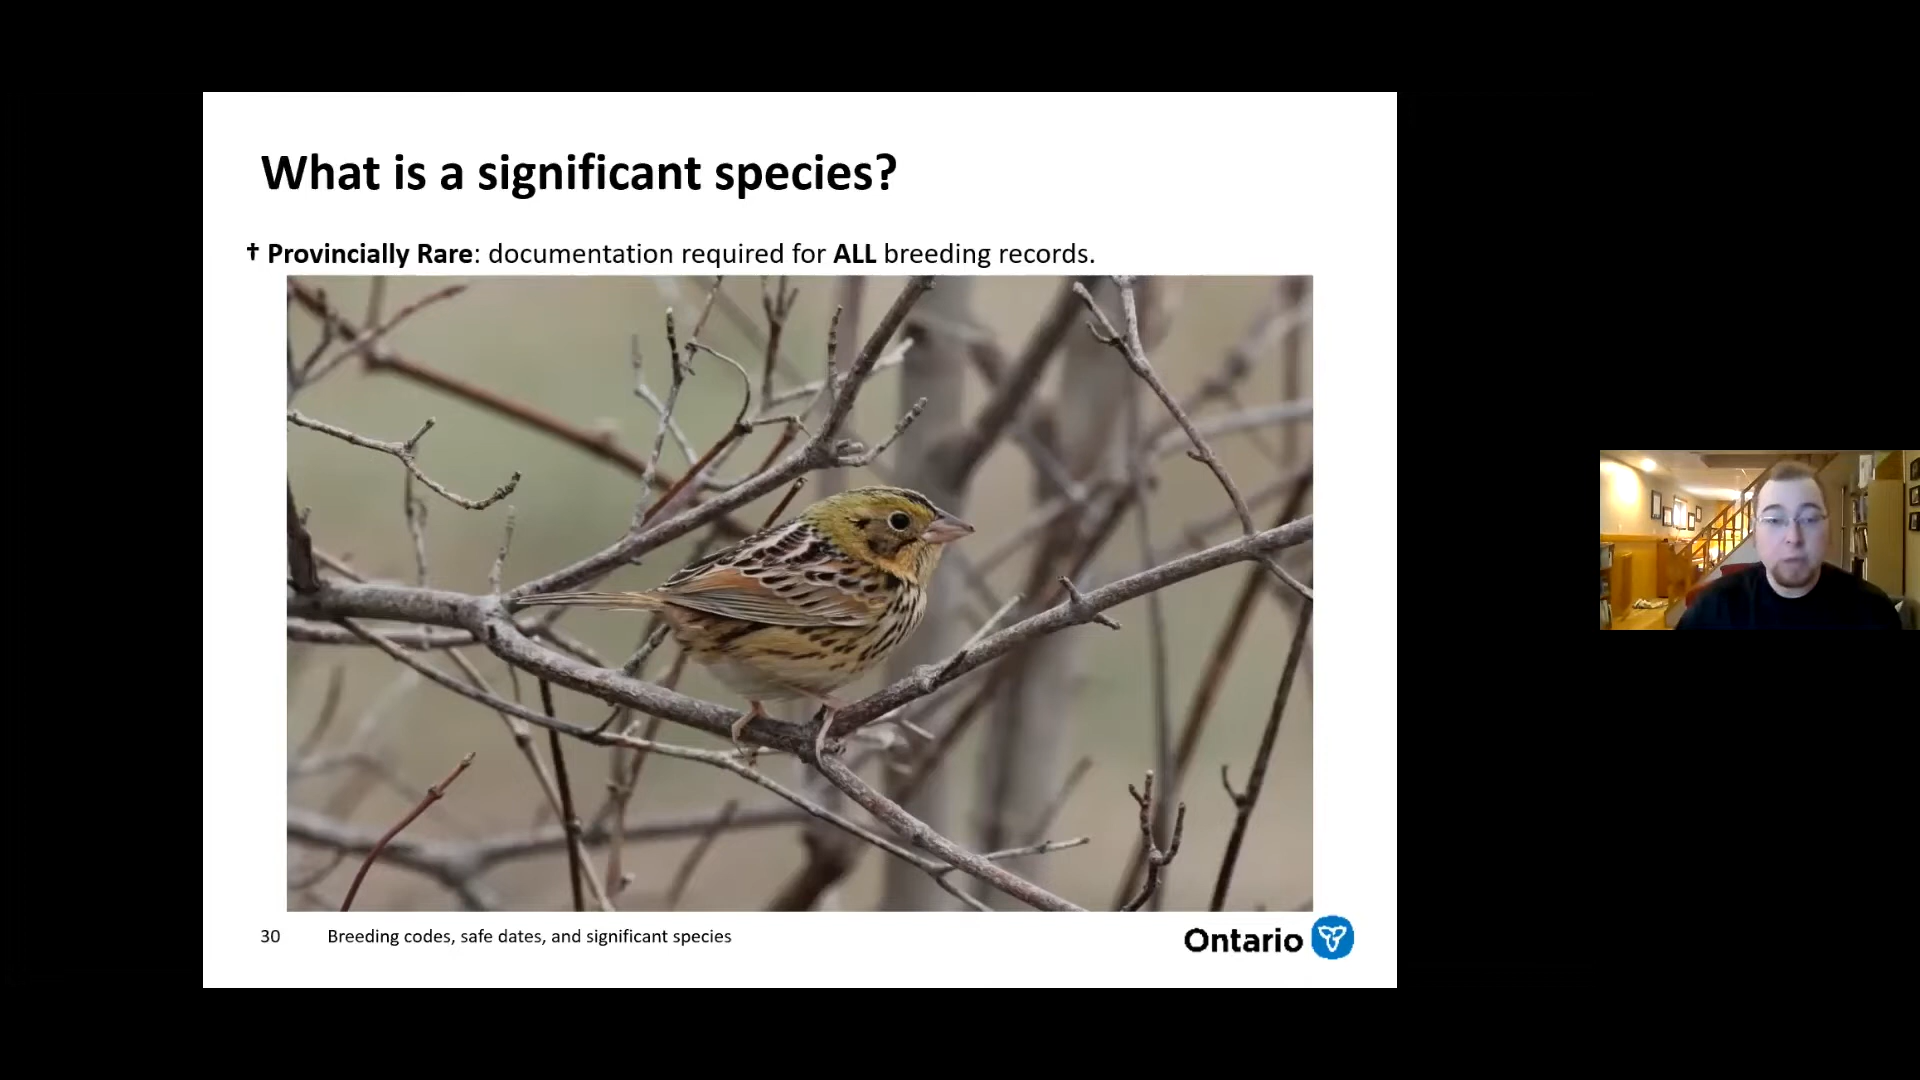 What is a significant species?
† Provincially Rare: documentation required for ALL breeding records.
30 Breeding codes, safe dates, and significant species
Ontario